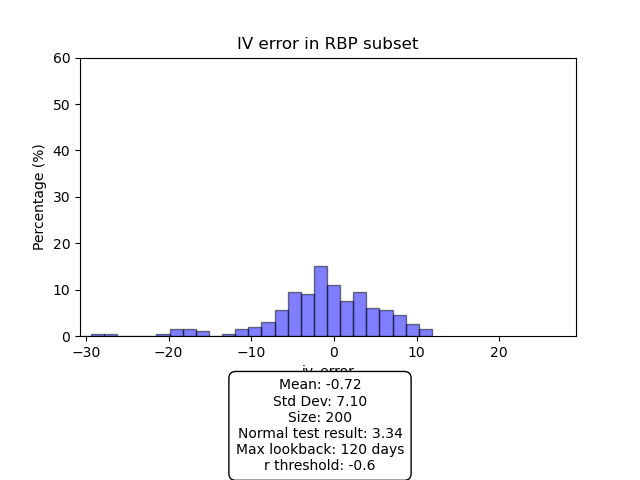 IV error in RBP subset
60
50
40
30
20
10
0
Percentage (%)
−30
−20
−10
0
10
20
iv_error
Mean: -0.72
Std Dev: 7.10
Size: 200
Normal test result: 3.34
Max lookback: 120 days
r threshold: -0.6